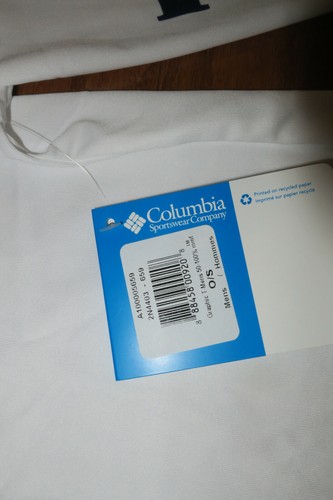 Columbia
Sportswear Company
Printed on recycled paper
Imprimé sur papier recyclé
A100005659
2N4403 - 659
8 88458 00920 8
O/S
Mens | Hommes